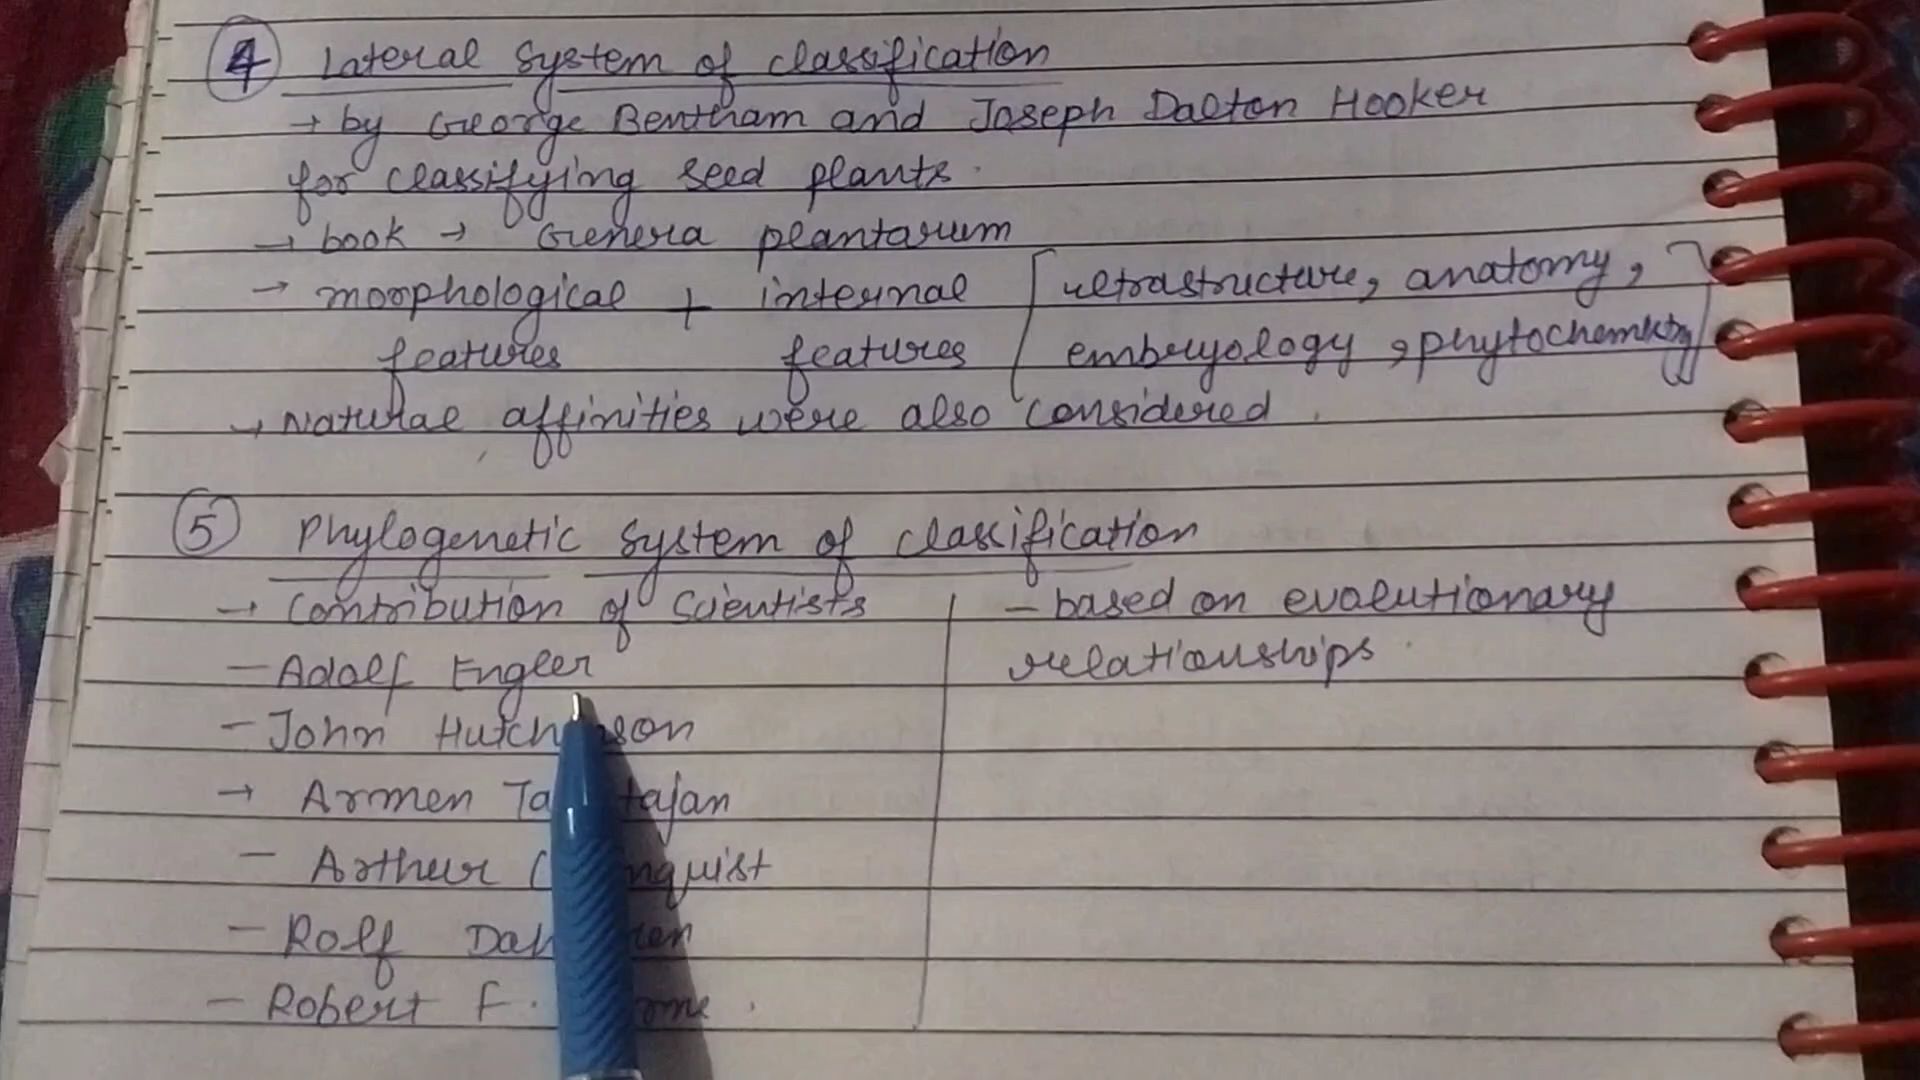 4 Lateral System of classification
→ by George Bentham and Joseph Dalton Hooker
for classifying seed plants.
→ book → Genera plantarum
→ morphological + internal [ultrastructure, anatomy,
features features embryology, phytochemistry]
→ Natural affinities were also considered.
5 Phylogenetic System of classification
→ Contribution of Scientists
– based on evolutionary
relationships.
– Adolf Engler
– John
→ Armen
– Arthur
– Rolf
– Robert F.